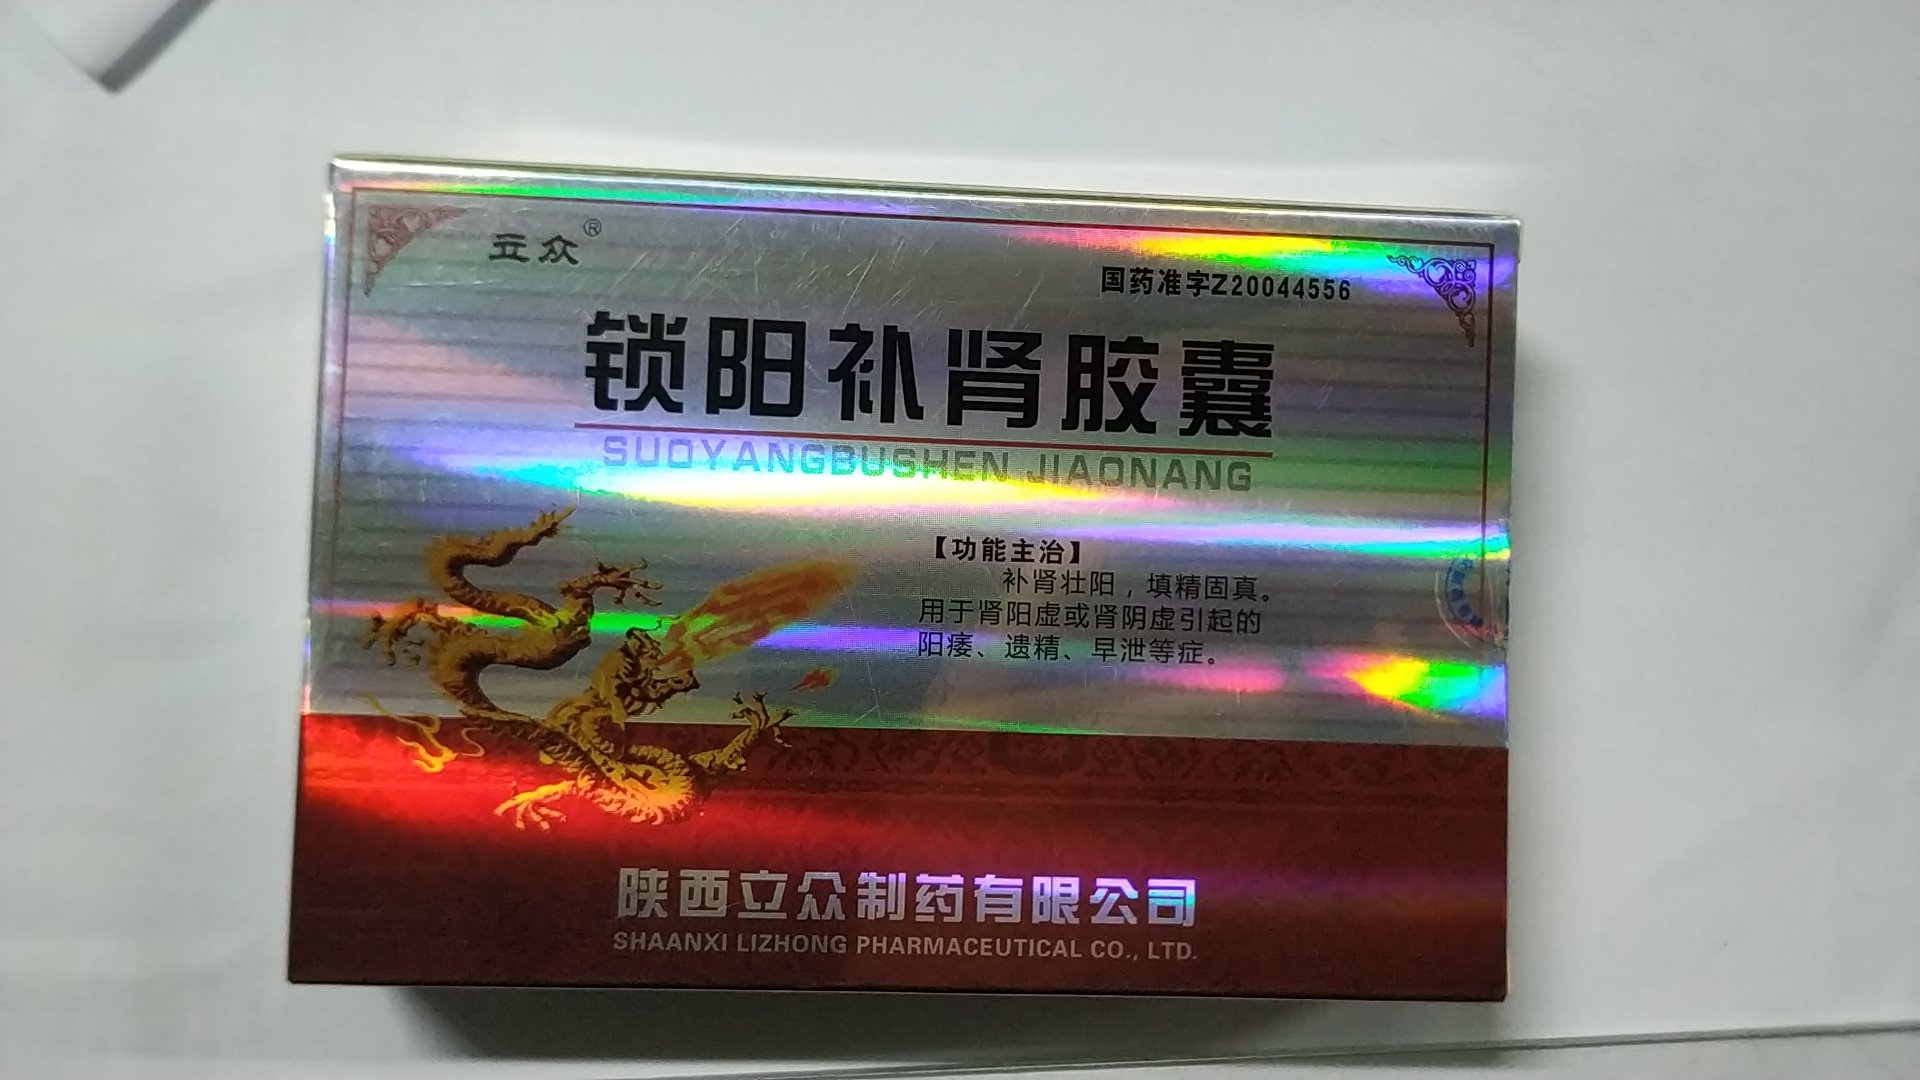 立众®
国药准字Z20044556
锁阳补肾胶囊
SUOYANGBUSHEN JIAONANG
【功能主治】
补肾壮阳，填精固真。
用于肾阳虚或肾阴虚引起的
阳痿、遗精、早泄等症。
陕西立众制药有限公司
SHAANXI LIZHONG PHARMACEUTICAL CO., LTD.